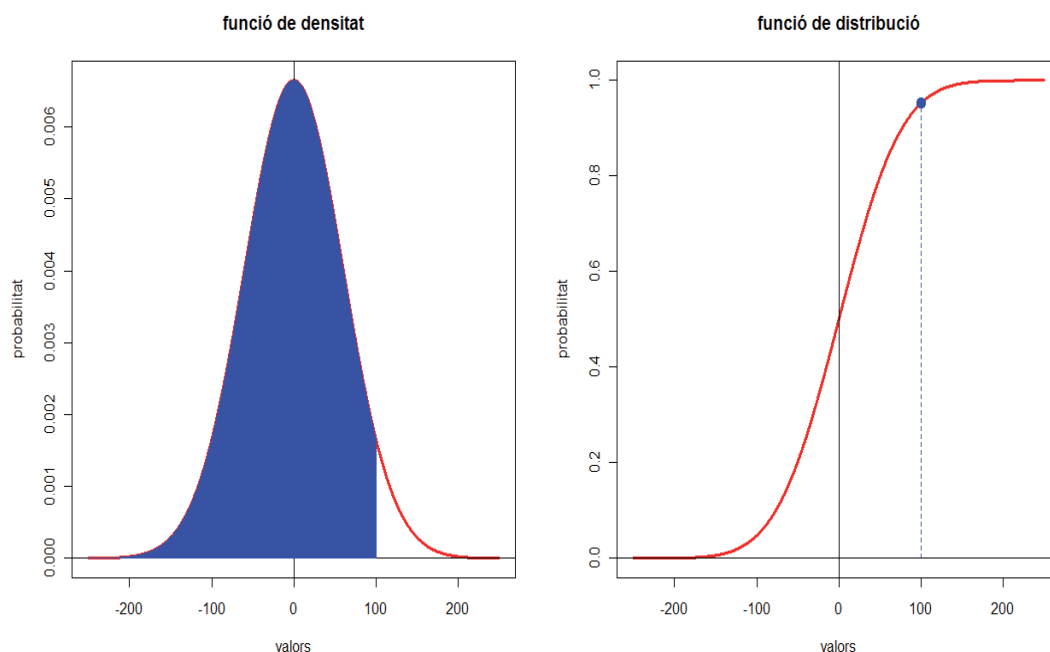 funció de densitat
probabilitat
0.000 0.001 0.002 0.003 0.004 0.005 0.006
-200 -100 0 100 200
valors
funció de distribució
probabilitat
0.0 0.2 0.4 0.6 0.8 1.0
-200 -100 0 100 200
valors